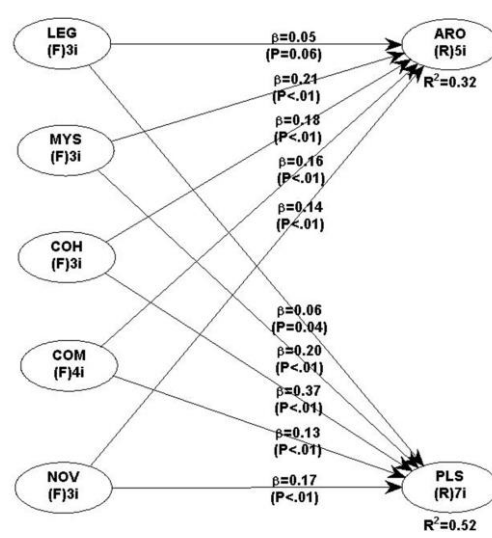 LEG
(F)3i
β=0.05
(P=0.06)
ARO
(R)5i
R²=0.32
β=0.21
(P<.01)
MYS
(F)3i
β=0.18
(P<.01)
β=0.16
(P<.01)
β=0.14
(P<.01)
COH
(F)3i
β=0.06
(P=0.04)
COM
(F)4i
β=0.20
(P<.01)
β=0.37
(P<.01)
β=0.13
(P<.01)
NOV
(F)3i
β=0.17
(P<.01)
PLS
(R)7i
R²=0.52